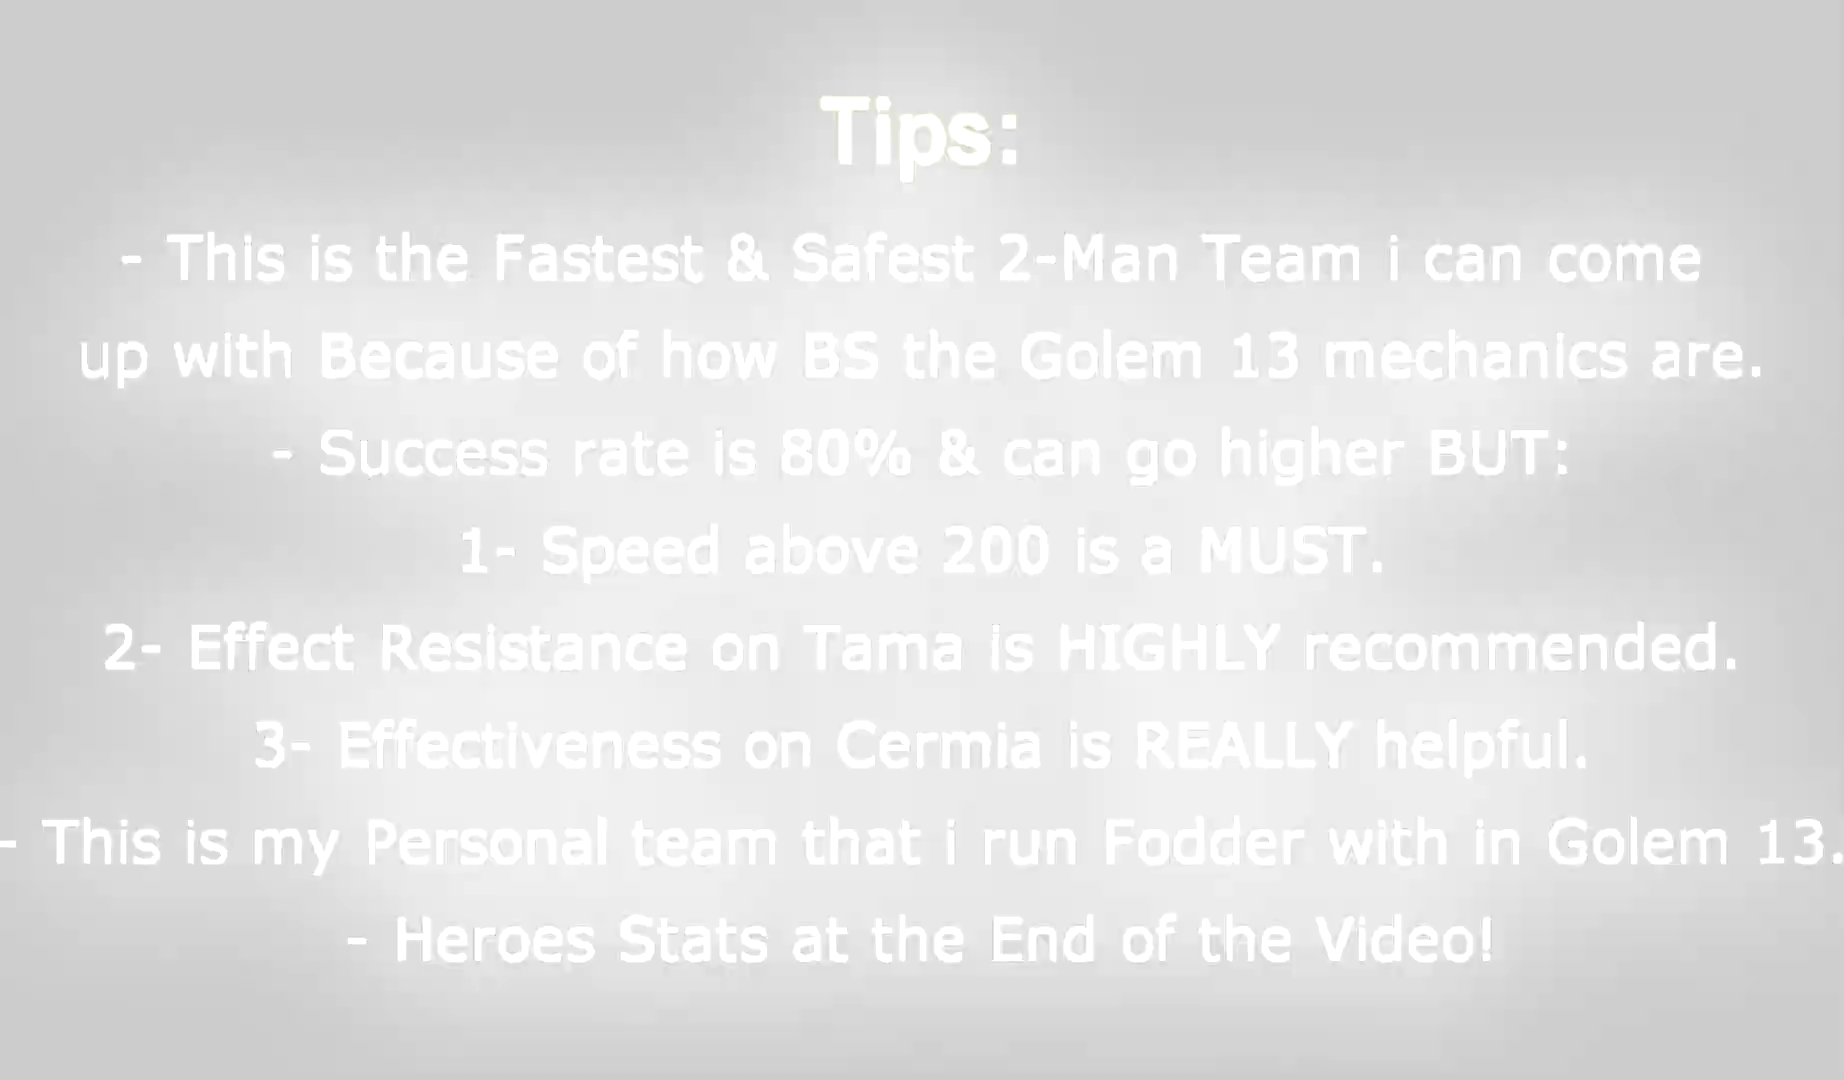 Tips:
- This is the Fastest & Safest 2-Man Team i can come
up with Because of how BS the Golem 13 mechanics are.
- Success rate is 80% & can go higher BUT:
1- Speed above 200 is a MUST.
2- Effect Resistance on Tama is HIGHLY recommended.
3- Effectiveness on Cermia is REALLY helpful.
- This is my Personal team that i run Fodder with in Golem 13.
- Heroes Stats at the End of the Video!